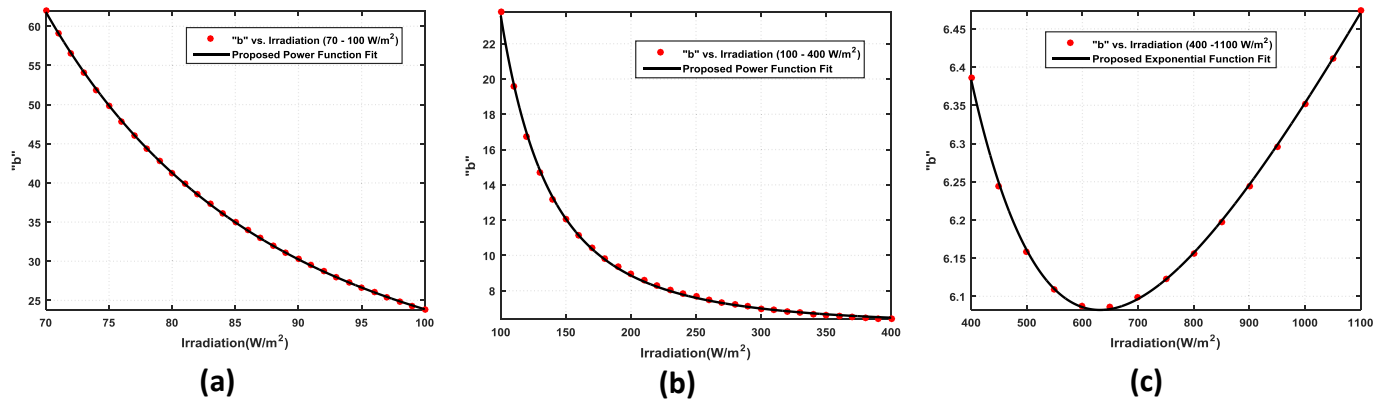 "b" vs. Irradiation (70 - 100 W/m²)
Proposed Power Function Fit
60
55
50
45
40
35
30
25
"b"
70 75 80 85 90 95 100
Irradiation(W/m²)
(a)
"b" vs. Irradiation (100 - 400 W/m²)
Proposed Power Function Fit
22
20
18
16
14
12
10
8
"b"
100 150 200 250 300 350 400
Irradiation(W/m²)
(b)
"b" vs. Irradiation (400 -1100 W/m²)
Proposed Exponential Function Fit
6.45
6.4
6.35
6.3
6.25
6.2
6.15
6.1
"b"
400 500 600 700 800 900 1000 1100
Irradiation(W/m²)
(c)